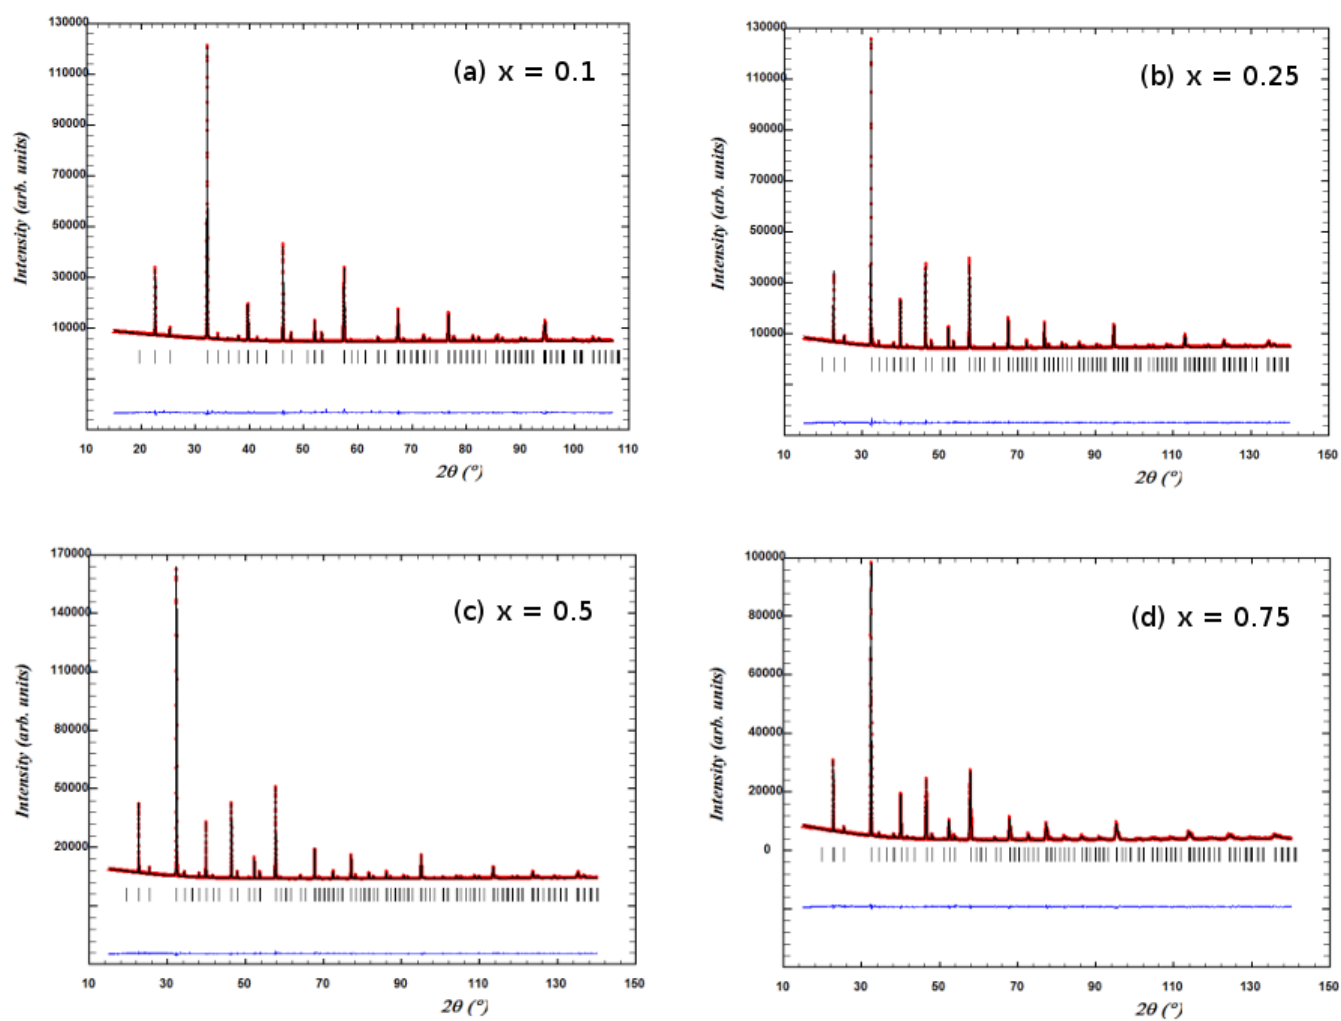 130000
110000
90000
70000
50000
30000
10000
Intensity (arb. units)
(a) x = 0.1
10 20 30 40 50 60 70 80 90 100 110
2θ (°)
130000
110000
90000
70000
50000
30000
10000
Intensity (arb. units)
(b) x = 0.25
10 30 50 70 90 110 130 150
2θ (°)
170000
140000
110000
80000
50000
20000
Intensity (arb. units)
(c) x = 0.5
10 30 50 70 90 110 130 150
2θ (°)
100000
80000
60000
40000
20000
0
Intensity (arb. units)
(d) x = 0.75
10 30 50 70 90 110 130 150
2θ (°)